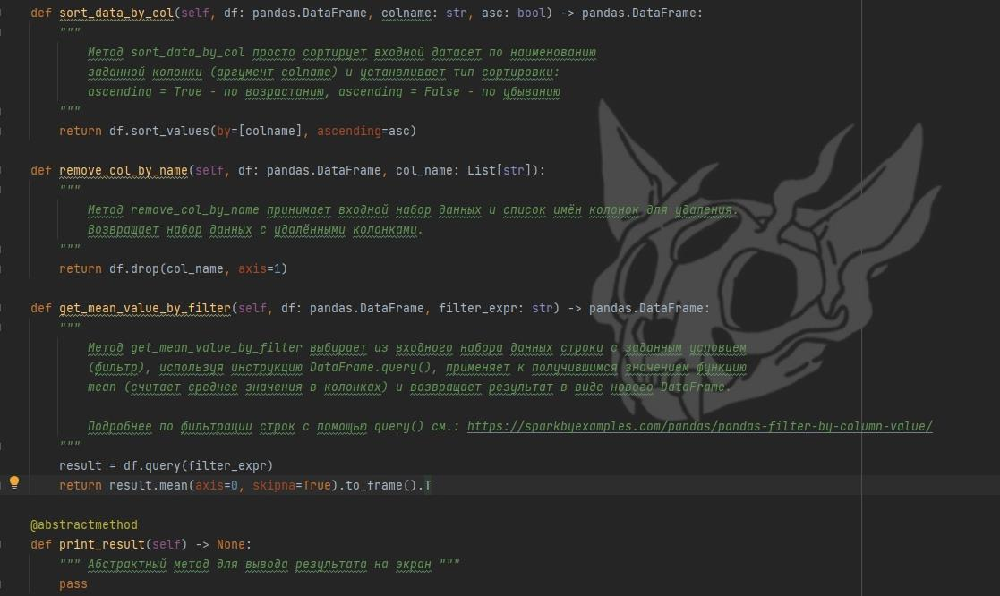 def sort_data_by_col(self, df: pandas.DataFrame, colname: str, asc: bool) -> pandas.DataFrame:
"""
Метод sort_data_by_col просто сортирует входной датасет по наименованию
заданной колонки (аргумент colname) и устанвливает тип сортировки:
ascending = True - по возрастанию, ascending = False - по убыванию
"""
return df.sort_values(by=[colname], ascending=asc)
def remove_col_by_name(self, df: pandas.DataFrame, col_name: List[str]):
"""
Метод remove_col_by_name принимает входной набор данных и список имён колонок для удаления.
Возвращает набор данных с удалёнными колонками.
"""
return df.drop(col_name, axis=1)
def get_mean_value_by_filter(self, df: pandas.DataFrame, filter_expr: str) -> pandas.DataFrame:
"""
Метод get_mean_value_by_filter выбирает из входного набора данных строки с заданным условием
(фильтр), используя инструкцию DataFrame.query(), применяет к получившимся значением функцию
mean (считает среднее значения в колонках) и возвращает результат в виде нового DataFrame.
Подробнее по фильтрации строк с помощью query() см.: https://sparkbyexamples.com/pandas/pandas-filter-by-column-value/
"""
result = df.query(filter_expr)
return result.mean(axis=0, skipna=True).to_frame().T
@abstractmethod
def print_result(self) -> None:
""" Абстрактный метод для вывода результата на экран """
pass